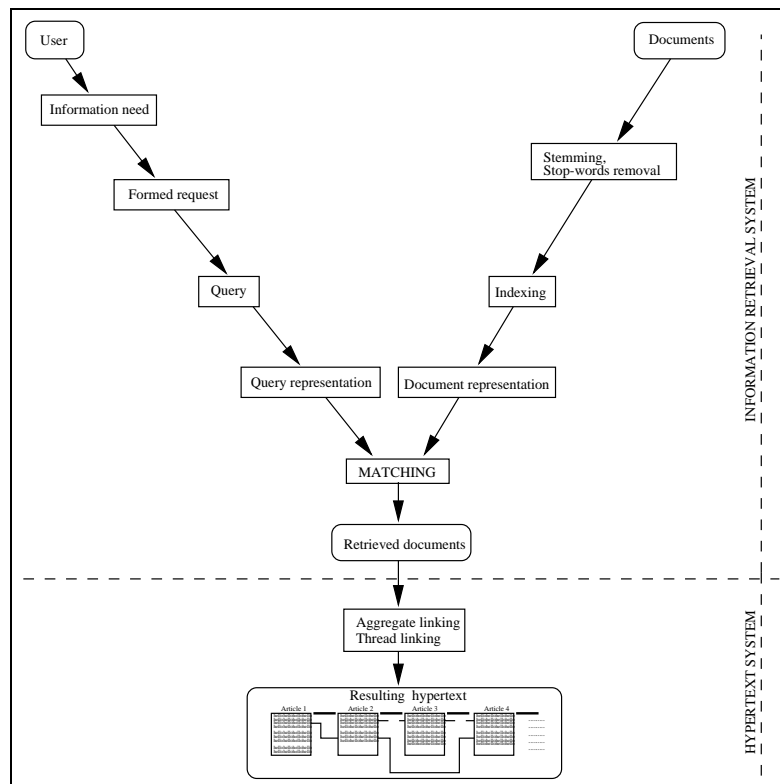 User
Documents
Information need
Stemming,
Stop-words removal
Formed request
Query
Indexing
Query representation
Document representation
MATCHING
Retrieved documents
INFORMATION RETRIEVAL SYSTEM
Aggregate linking
Thread linking
Resulting hypertext
Article 1
Article 2
Article 3
Article 4
HYPERTEXT SYSTEM